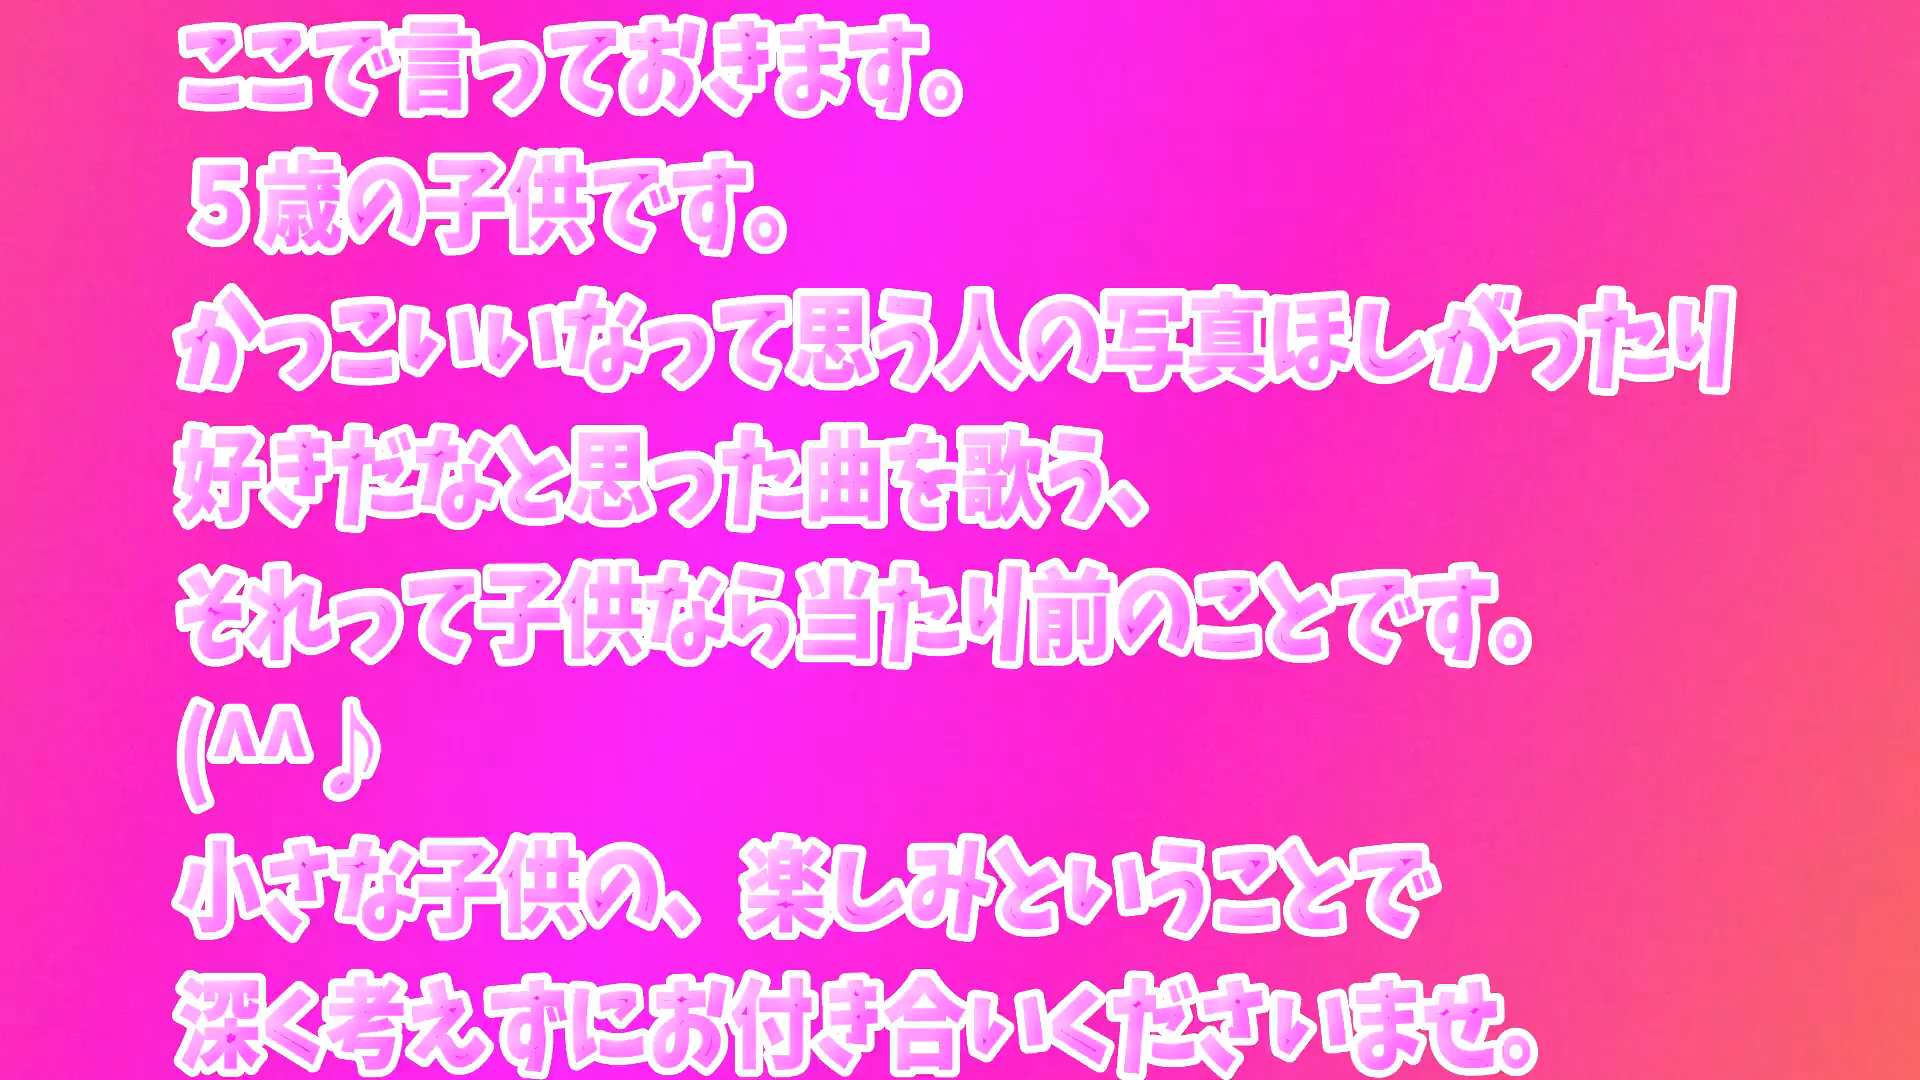 ここで言っておきます。
５歳の子供です。
かっこいいなって思う人の写真ほしがったり
好きだなと思った曲を歌う、
それって子供なら当たり前のことです。
(^^♪
小さな子供の、楽しみということで
深く考えずにお付き合いくださいませ。